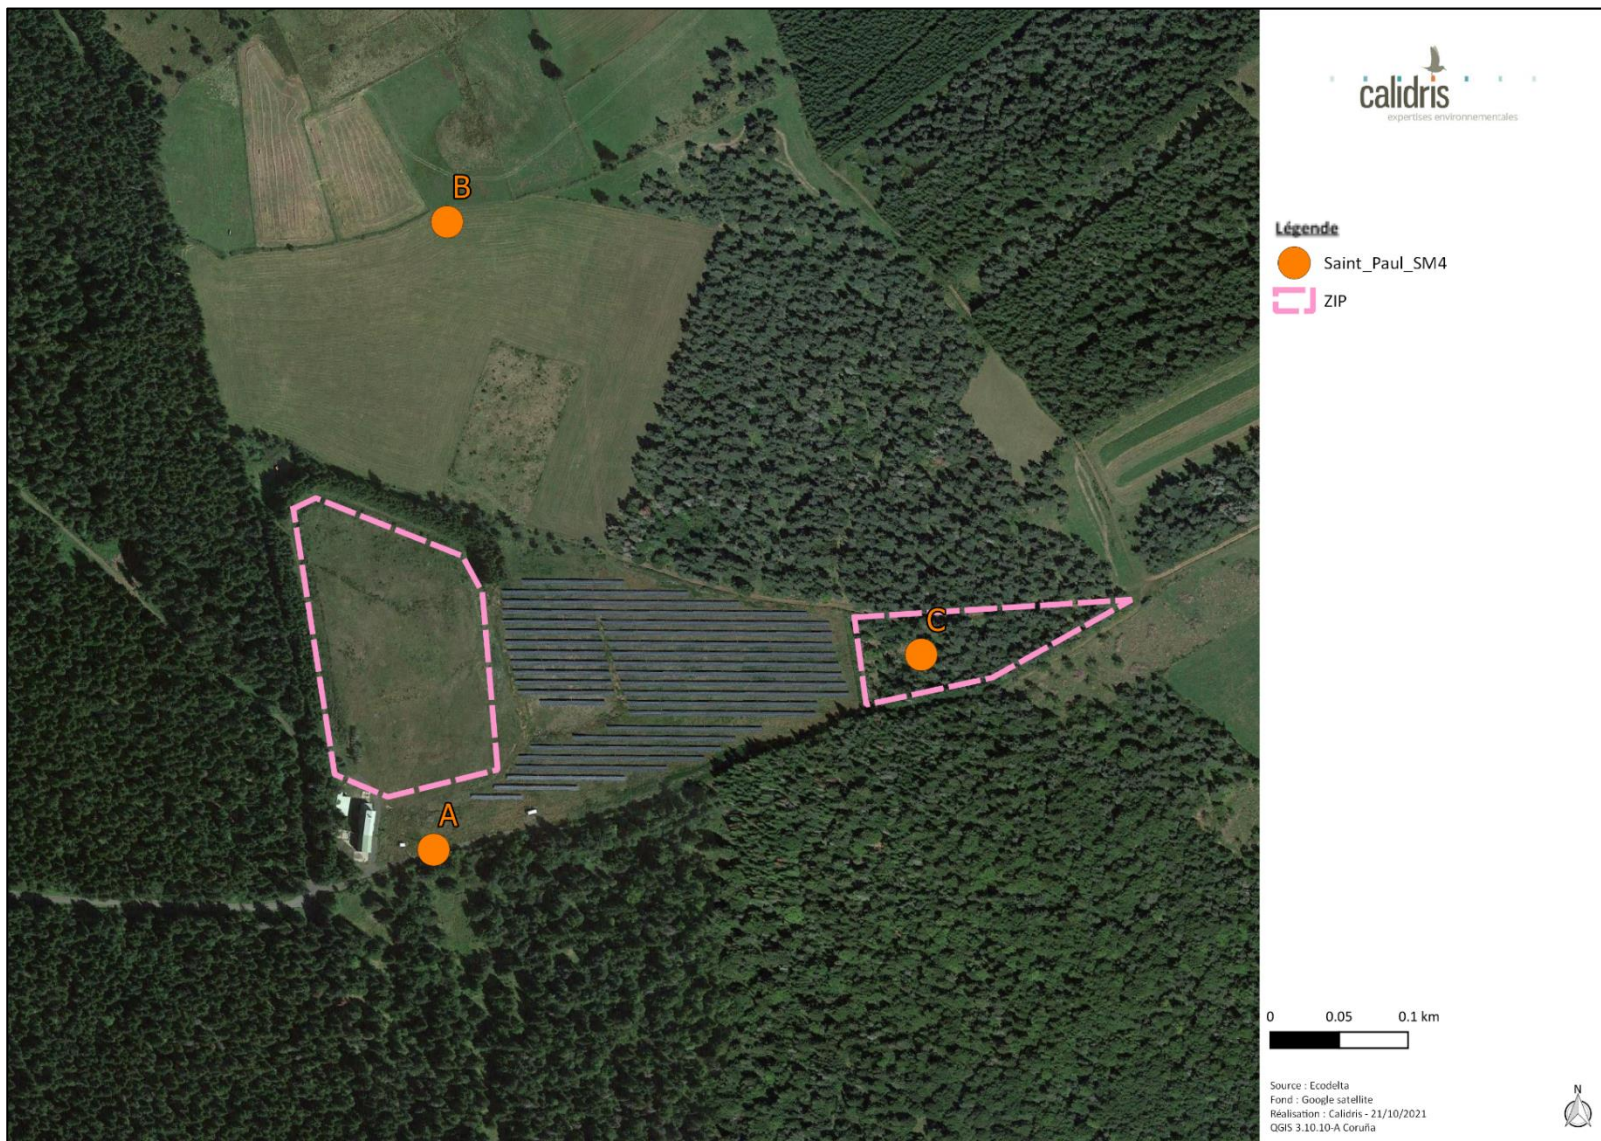 calidris
expertises environnementales
B
Légende
Saint_Paul_SM4
ZIP
C
A
0 0.05 0.1 km
Source : Ecodelta
Fond : Google satellite
Réalisation : Calidris - 21/10/2021
QGIS 3.10.10-A Coruña
N